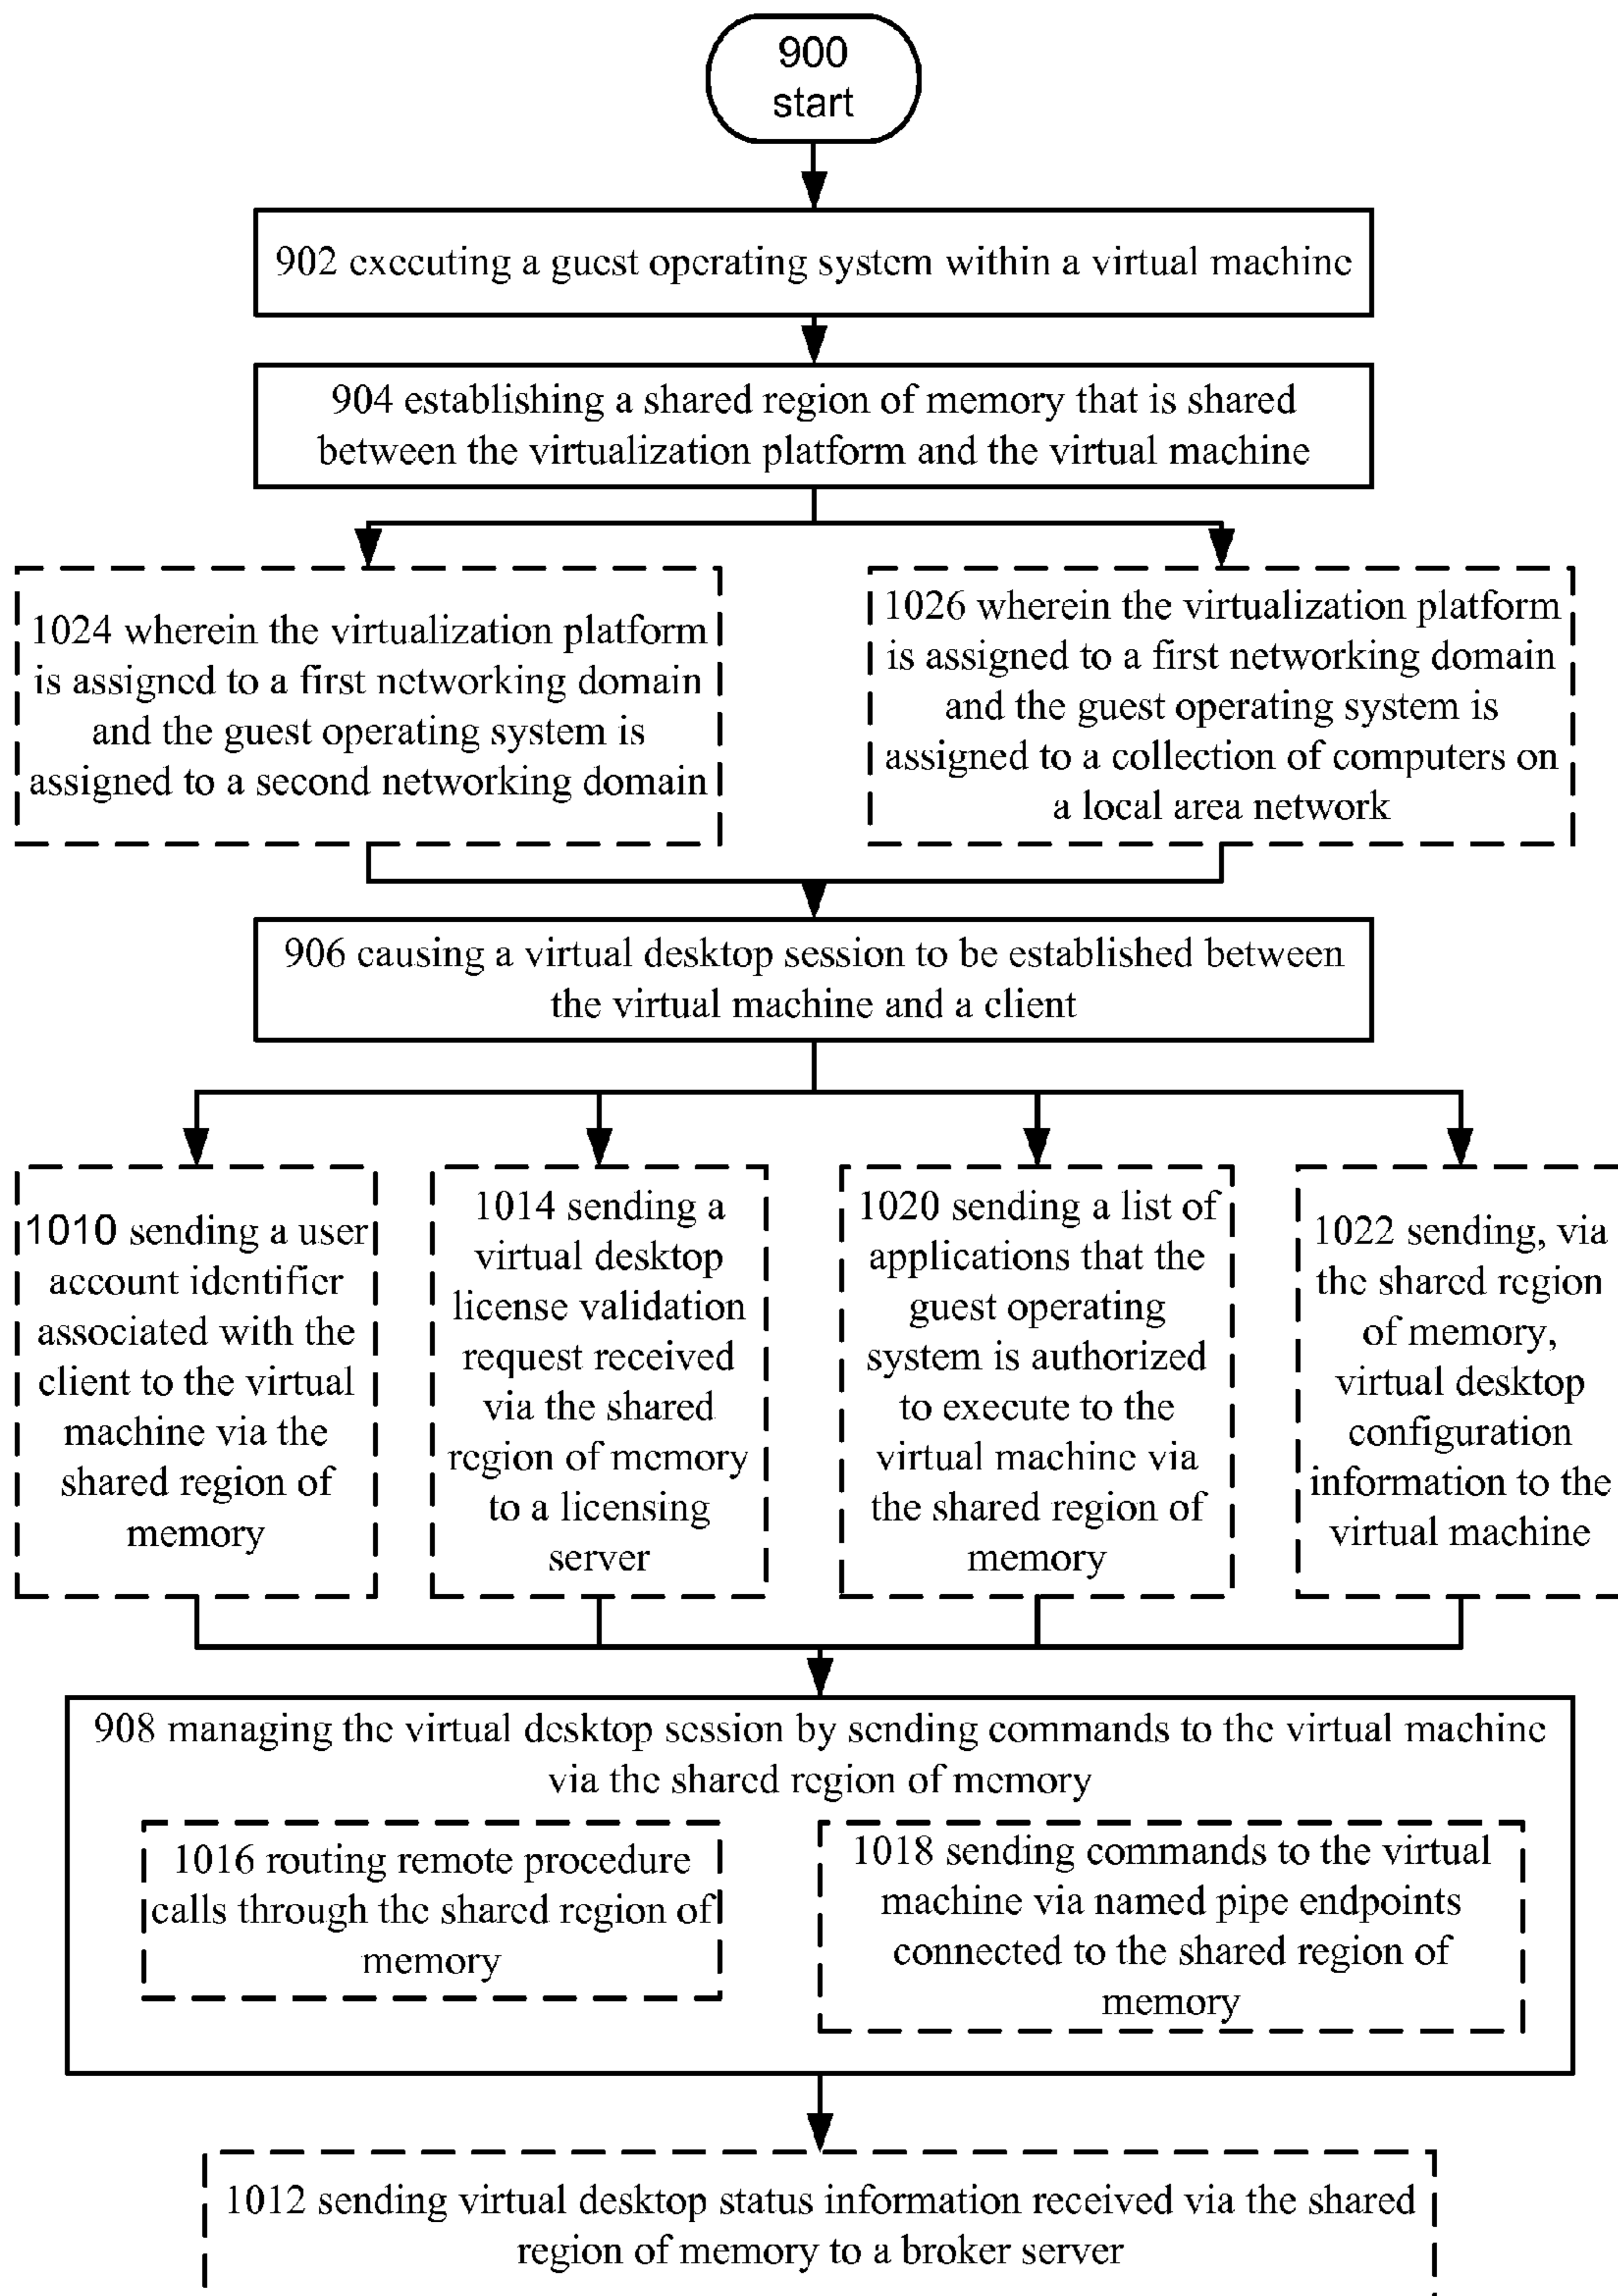 900
start
902 executing a guest operating system within a virtual machine
904 establishing a shared region of memory that is shared
between the virtualization platform and the virtual machine
1024 wherein the virtualization platform
is assigned to a first networking domain
and the guest operating system is
assigned to a second networking domain
1026 wherein the virtualization platform
is assigned to a first networking domain
and the guest operating system is
assigned to a collection of computers on
a local area network
906 causing a virtual desktop session to be established between
the virtual machine and a client
1010 sending a user
account identifier
associated with the
client to the virtual
machine via the
shared region of
memory
1014 sending a
virtual desktop
license validation
request received
via the shared
region of memory
to a licensing
server
1020 sending a list of
applications that the
guest operating
system is authorized
to execute to the
virtual machine via
the shared region of
memory
1022 sending, via
the shared region
of memory,
virtual desktop
configuration
information to the
virtual machine
908 managing the virtual desktop session by sending commands to the virtual machine
via the shared region of memory
1016 routing remote procedure
calls through the shared region of
memory
1018 sending commands to the virtual
machine via named pipe endpoints
connected to the shared region of
memory
1012 sending virtual desktop status information received via the shared
region of memory to a broker server